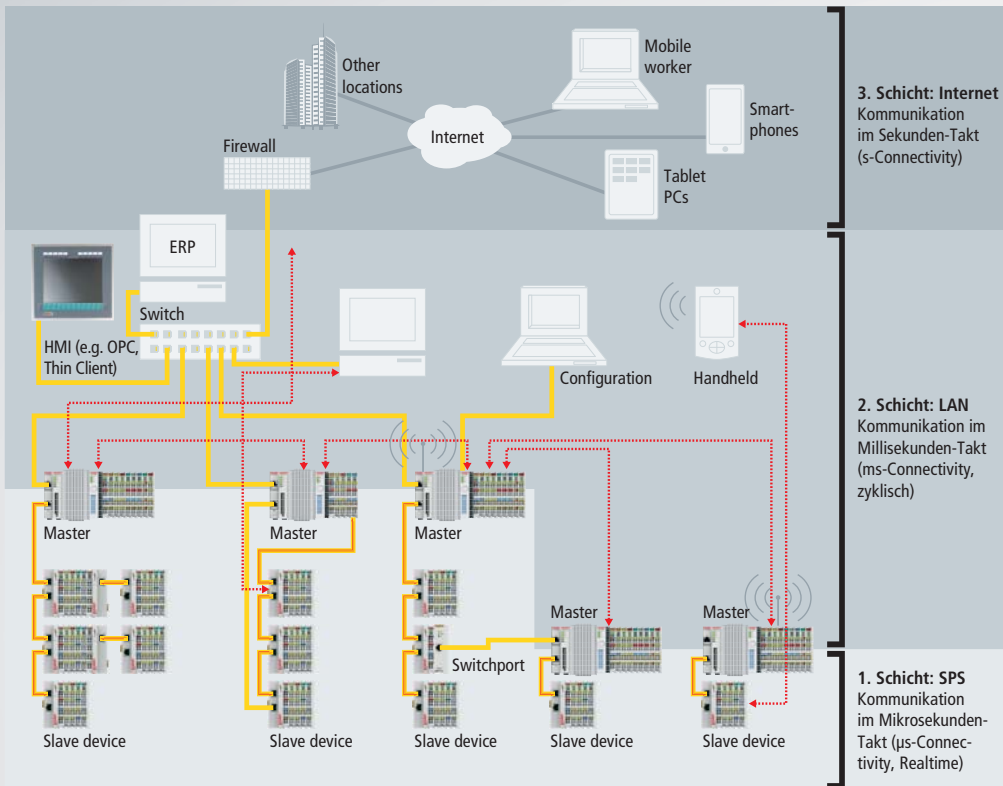 Other
locations
Mobile
worker
Smart-
phones
Internet
Firewall
Tablet
PCs
3. Schicht: Internet
Kommunikation
im Sekunden-Takt
(s-Connectivity)
ERP
Switch
HMI (e.g. OPC,
Thin Client)
Configuration
Handheld
2. Schicht: LAN
Kommunikation im
Millisekunden-Takt
(ms-Connectivity,
zyklisch)
Master
Master
Master
Master
Master
Switchport
Slave device
Slave device
Slave device
Slave device
Slave device
1. Schicht: SPS
Kommunikation
im Mikrosekunden-
Takt (µs-Connec-
tivity, Realtime)